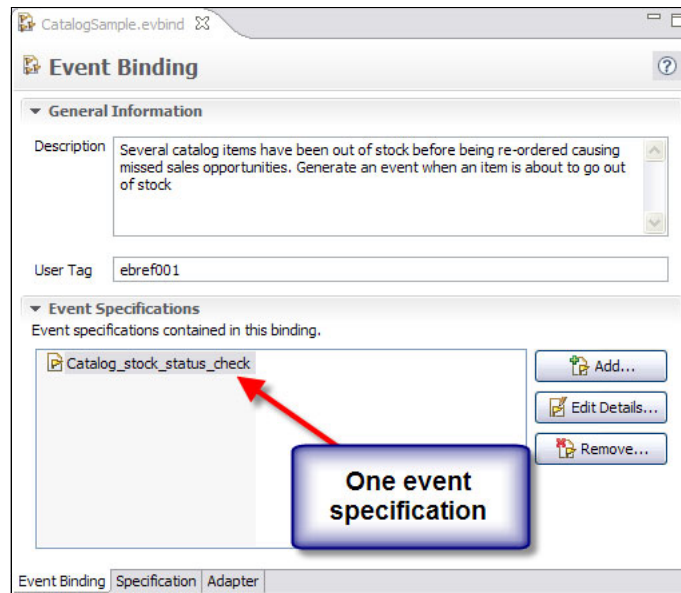 CatalogSample.evbind
Event Binding
General Information
Description
Several catalog items have been out of stock before being re-ordered causing
missed sales opportunities. Generate an event when an item is about to go out
of stock
User Tag
ebref001
Event Specifications
Event specifications contained in this binding.
Catalog_stock_status_check
Add...
Edit Details...
Remove...
One event
specification
Event Binding Specification Adapter